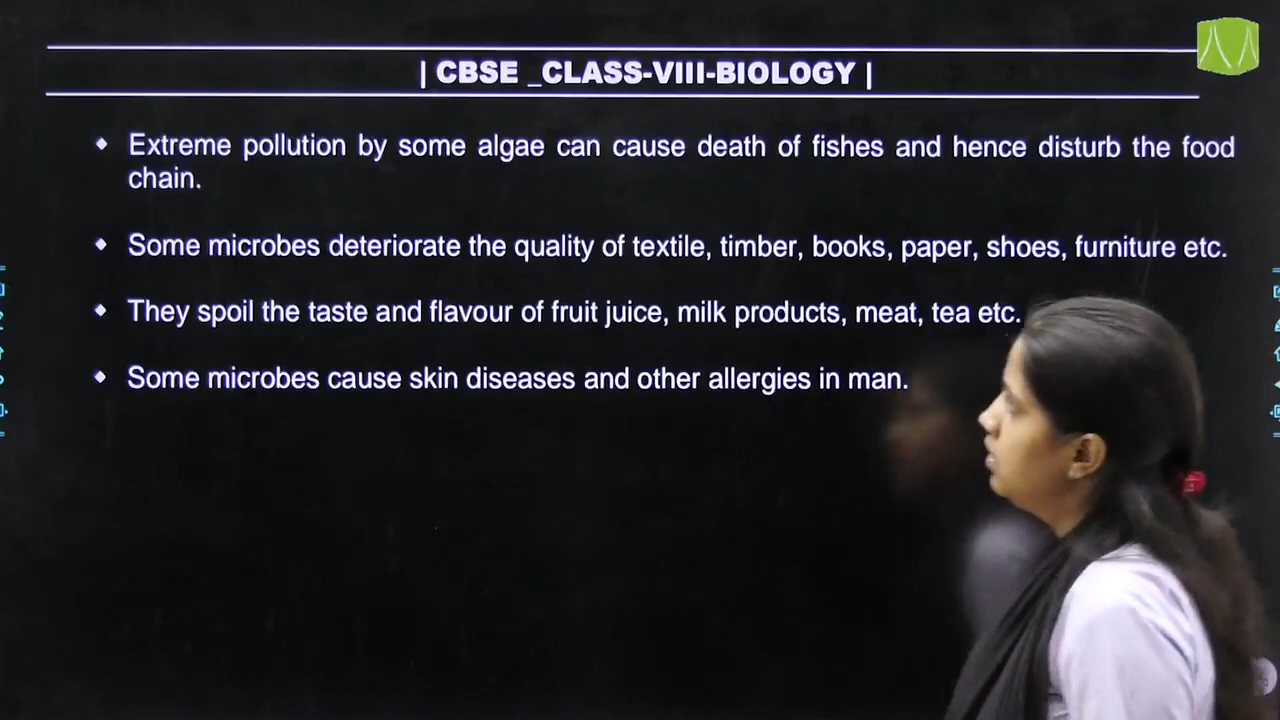 | CBSE _CLASS-VIII-BIOLOGY |
◆ Extreme pollution by some algae can cause death of fishes and hence disturb the food
chain.
◆ Some microbes deteriorate the quality of textile, timber, books, paper, shoes, furniture etc.
◆ They spoil the taste and flavour of fruit juice, milk products, meat, tea etc.
◆ Some microbes cause skin diseases and other allergies in man.